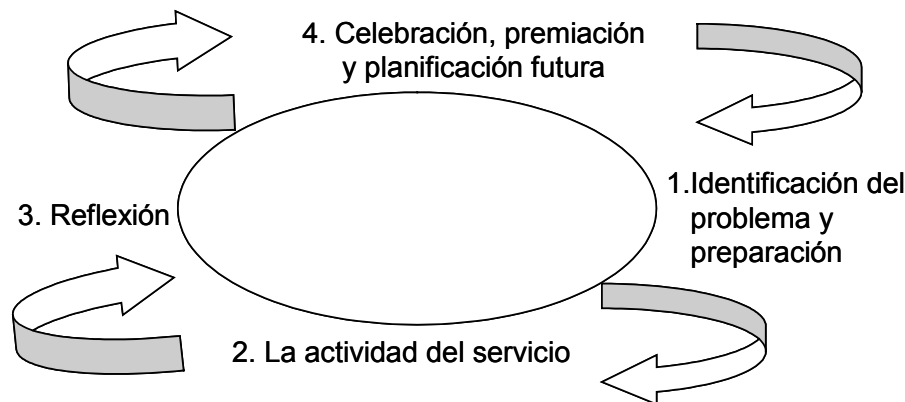 4. Celebración, premiación
y planificación futura
1.Identificación del
problema y
preparación
3. Reflexión
2. La actividad del servicio